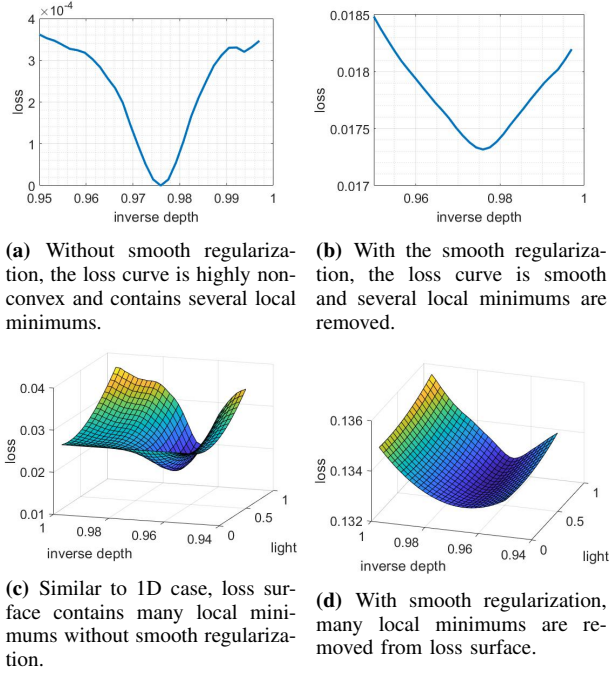 ×10⁻⁴
4
3
2
1
0
loss
0.95 0.96 0.97 0.98 0.99 1
inverse depth
0.0185
0.018
0.0175
0.017
loss
0.96 0.98 1
inverse depth
(a) Without smooth regulariza-
tion, the loss curve is highly non-
convex and contains several local
minimums.
(b) With the smooth regulariza-
tion, the loss curve is smooth
and several local minimums are
removed.
0.04
0.03
0.02
0.01
loss
1 0.98 0.96 0.94
inverse depth
0 0.5 1
light
0.136
0.134
0.132
loss
1 0.98 0.96 0.94
inverse depth
0 0.5 1
light
(c) Similar to 1D case, loss sur-
face contains many local mini-
mums without smooth regulariza-
tion.
(d) With smooth regularization,
many local minimums are re-
moved from loss surface.